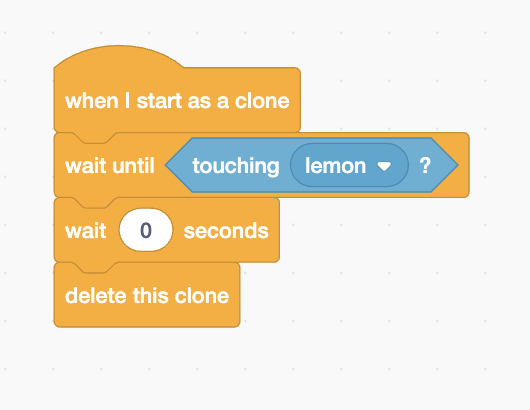 when I start as a clone
wait until touching lemon ?
wait 0 seconds
delete this clone